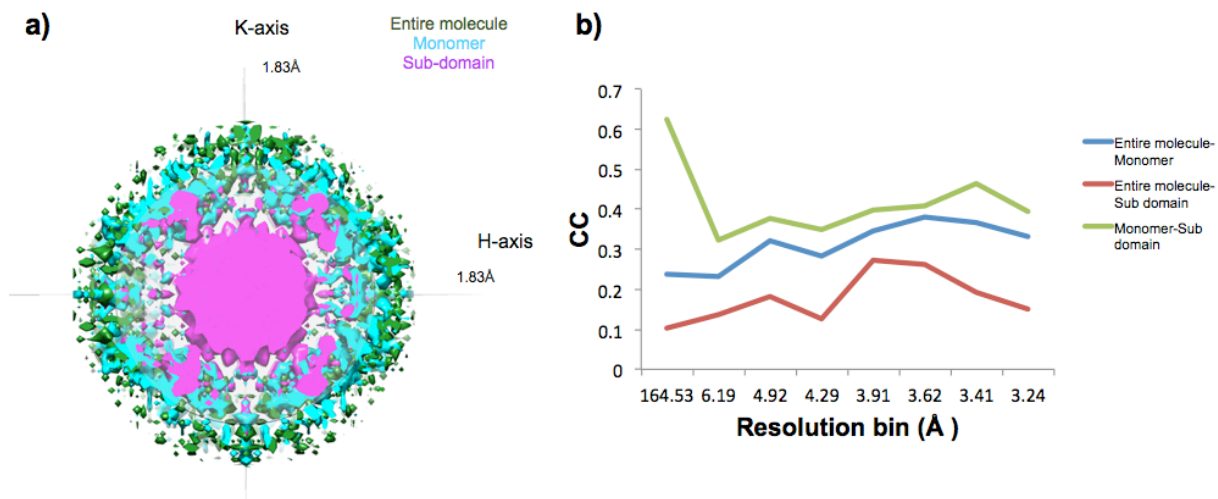 a)
K-axis
1.83Å
Entire molecule
Monomer
Sub-domain
H-axis
1.83Å
b)
0.7
0.6
0.5
0.4
0.3
0.2
0.1
0
CC
164.53 6.19 4.92 4.29 3.91 3.62 3.41 3.24
Resolution bin (Å )
Entire molecule-
Monomer
Entire molecule-
Sub domain
Monomer-Sub
domain